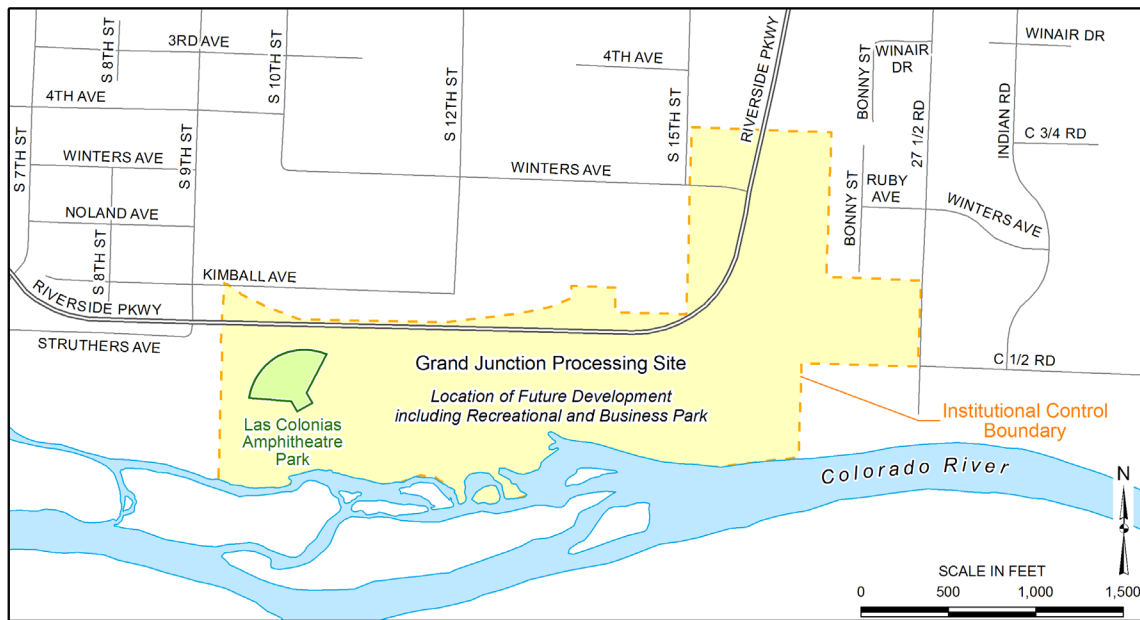 3RD AVE
S 8TH ST
S 10TH ST
4TH AVE
S 7TH ST
WINTERS AVE
S 9TH ST
NOLAND AVE
S 8TH ST
KIMBALL AVE
RIVERSIDE PKWY
STRUTHERS AVE
S 12TH ST
4TH AVE
S 15TH ST
WINTERS AVE
RIVERSIDE PKWY
BONNY ST
WINAIR
DR
27 1/2 RD
INDIAN RD
WINAIR DR
C 3/4 RD
BONNY ST
RUBY
AVE
WINTERS AVE
C 1/2 RD
Grand Junction Processing Site
Location of Future Development
including Recreational and Business Park
Las Colonias
Amphitheatre
Park
Institutional Control
Boundary
Colorado River
N
SCALE IN FEET
0 500 1,000 1,500